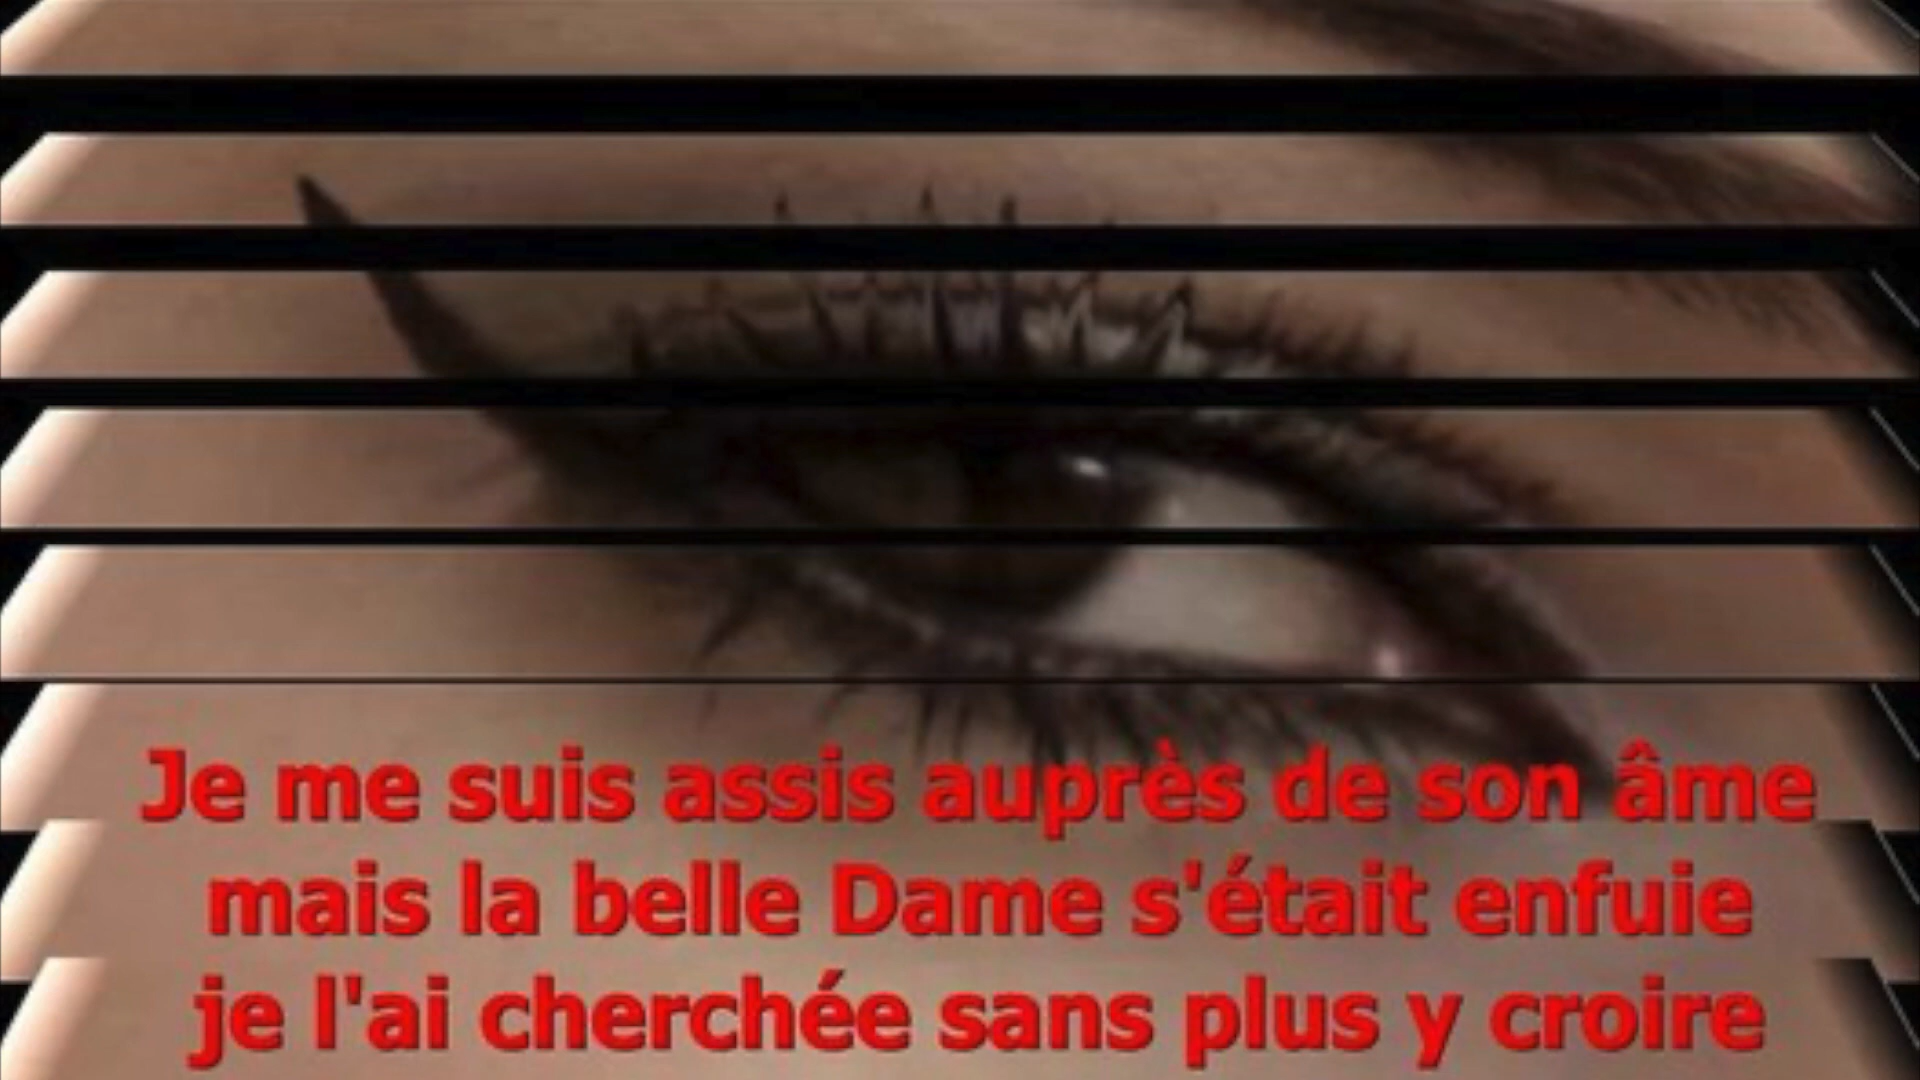 Je me suis assis auprès de son âme
mais la belle Dame s'était enfuie
je l'ai cherchée sans plus y croire